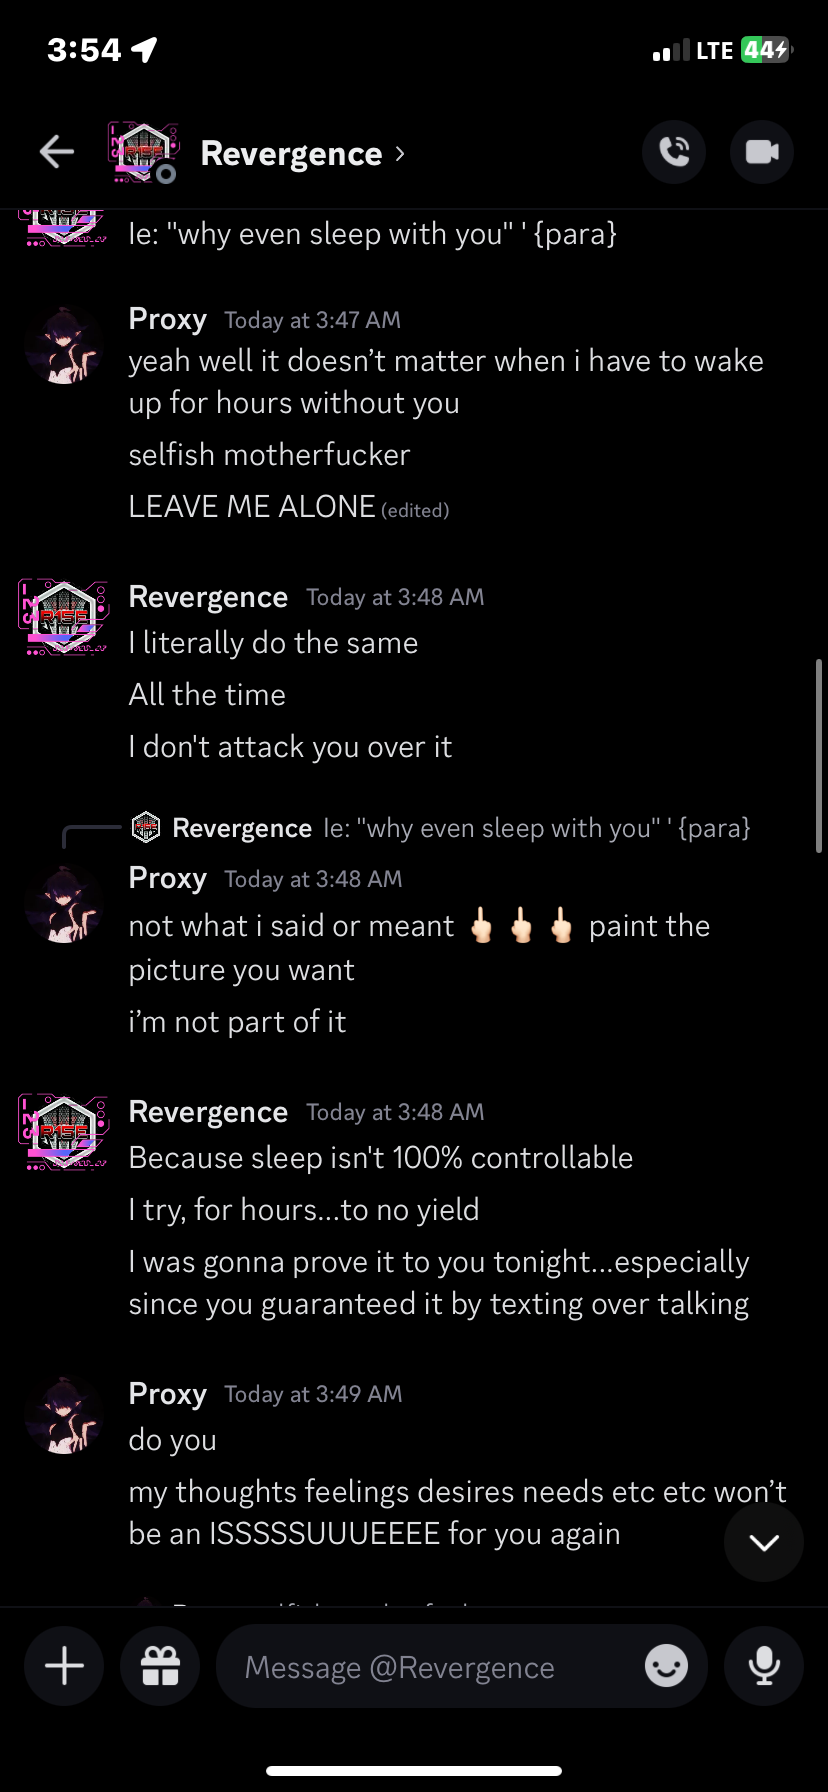 3:54
LTE 44
Revergence ›
Ie: "why even sleep with you" ' {para}
Proxy Today at 3:47 AM
yeah well it doesn't matter when i have to wake
up for hours without you
selfish motherfucker
LEAVE ME ALONE (edited)
Revergence Today at 3:48 AM
I literally do the same
All the time
I don't attack you over it
Revergence Ie: "why even sleep with you" ' {para}
Proxy Today at 3:48 AM
not what i said or meant 🖕🏻 🖕🏻 🖕🏻 paint the
picture you want
i'm not part of it
Revergence Today at 3:48 AM
Because sleep isn't 100% controllable
I try, for hours...to no yield
I was gonna prove it to you tonight...especially
since you guaranteed it by texting over talking
Proxy Today at 3:49 AM
do you
my thoughts feelings desires needs etc etc won't
be an ISSSSSUUUEEEE for you again
Message @Revergence